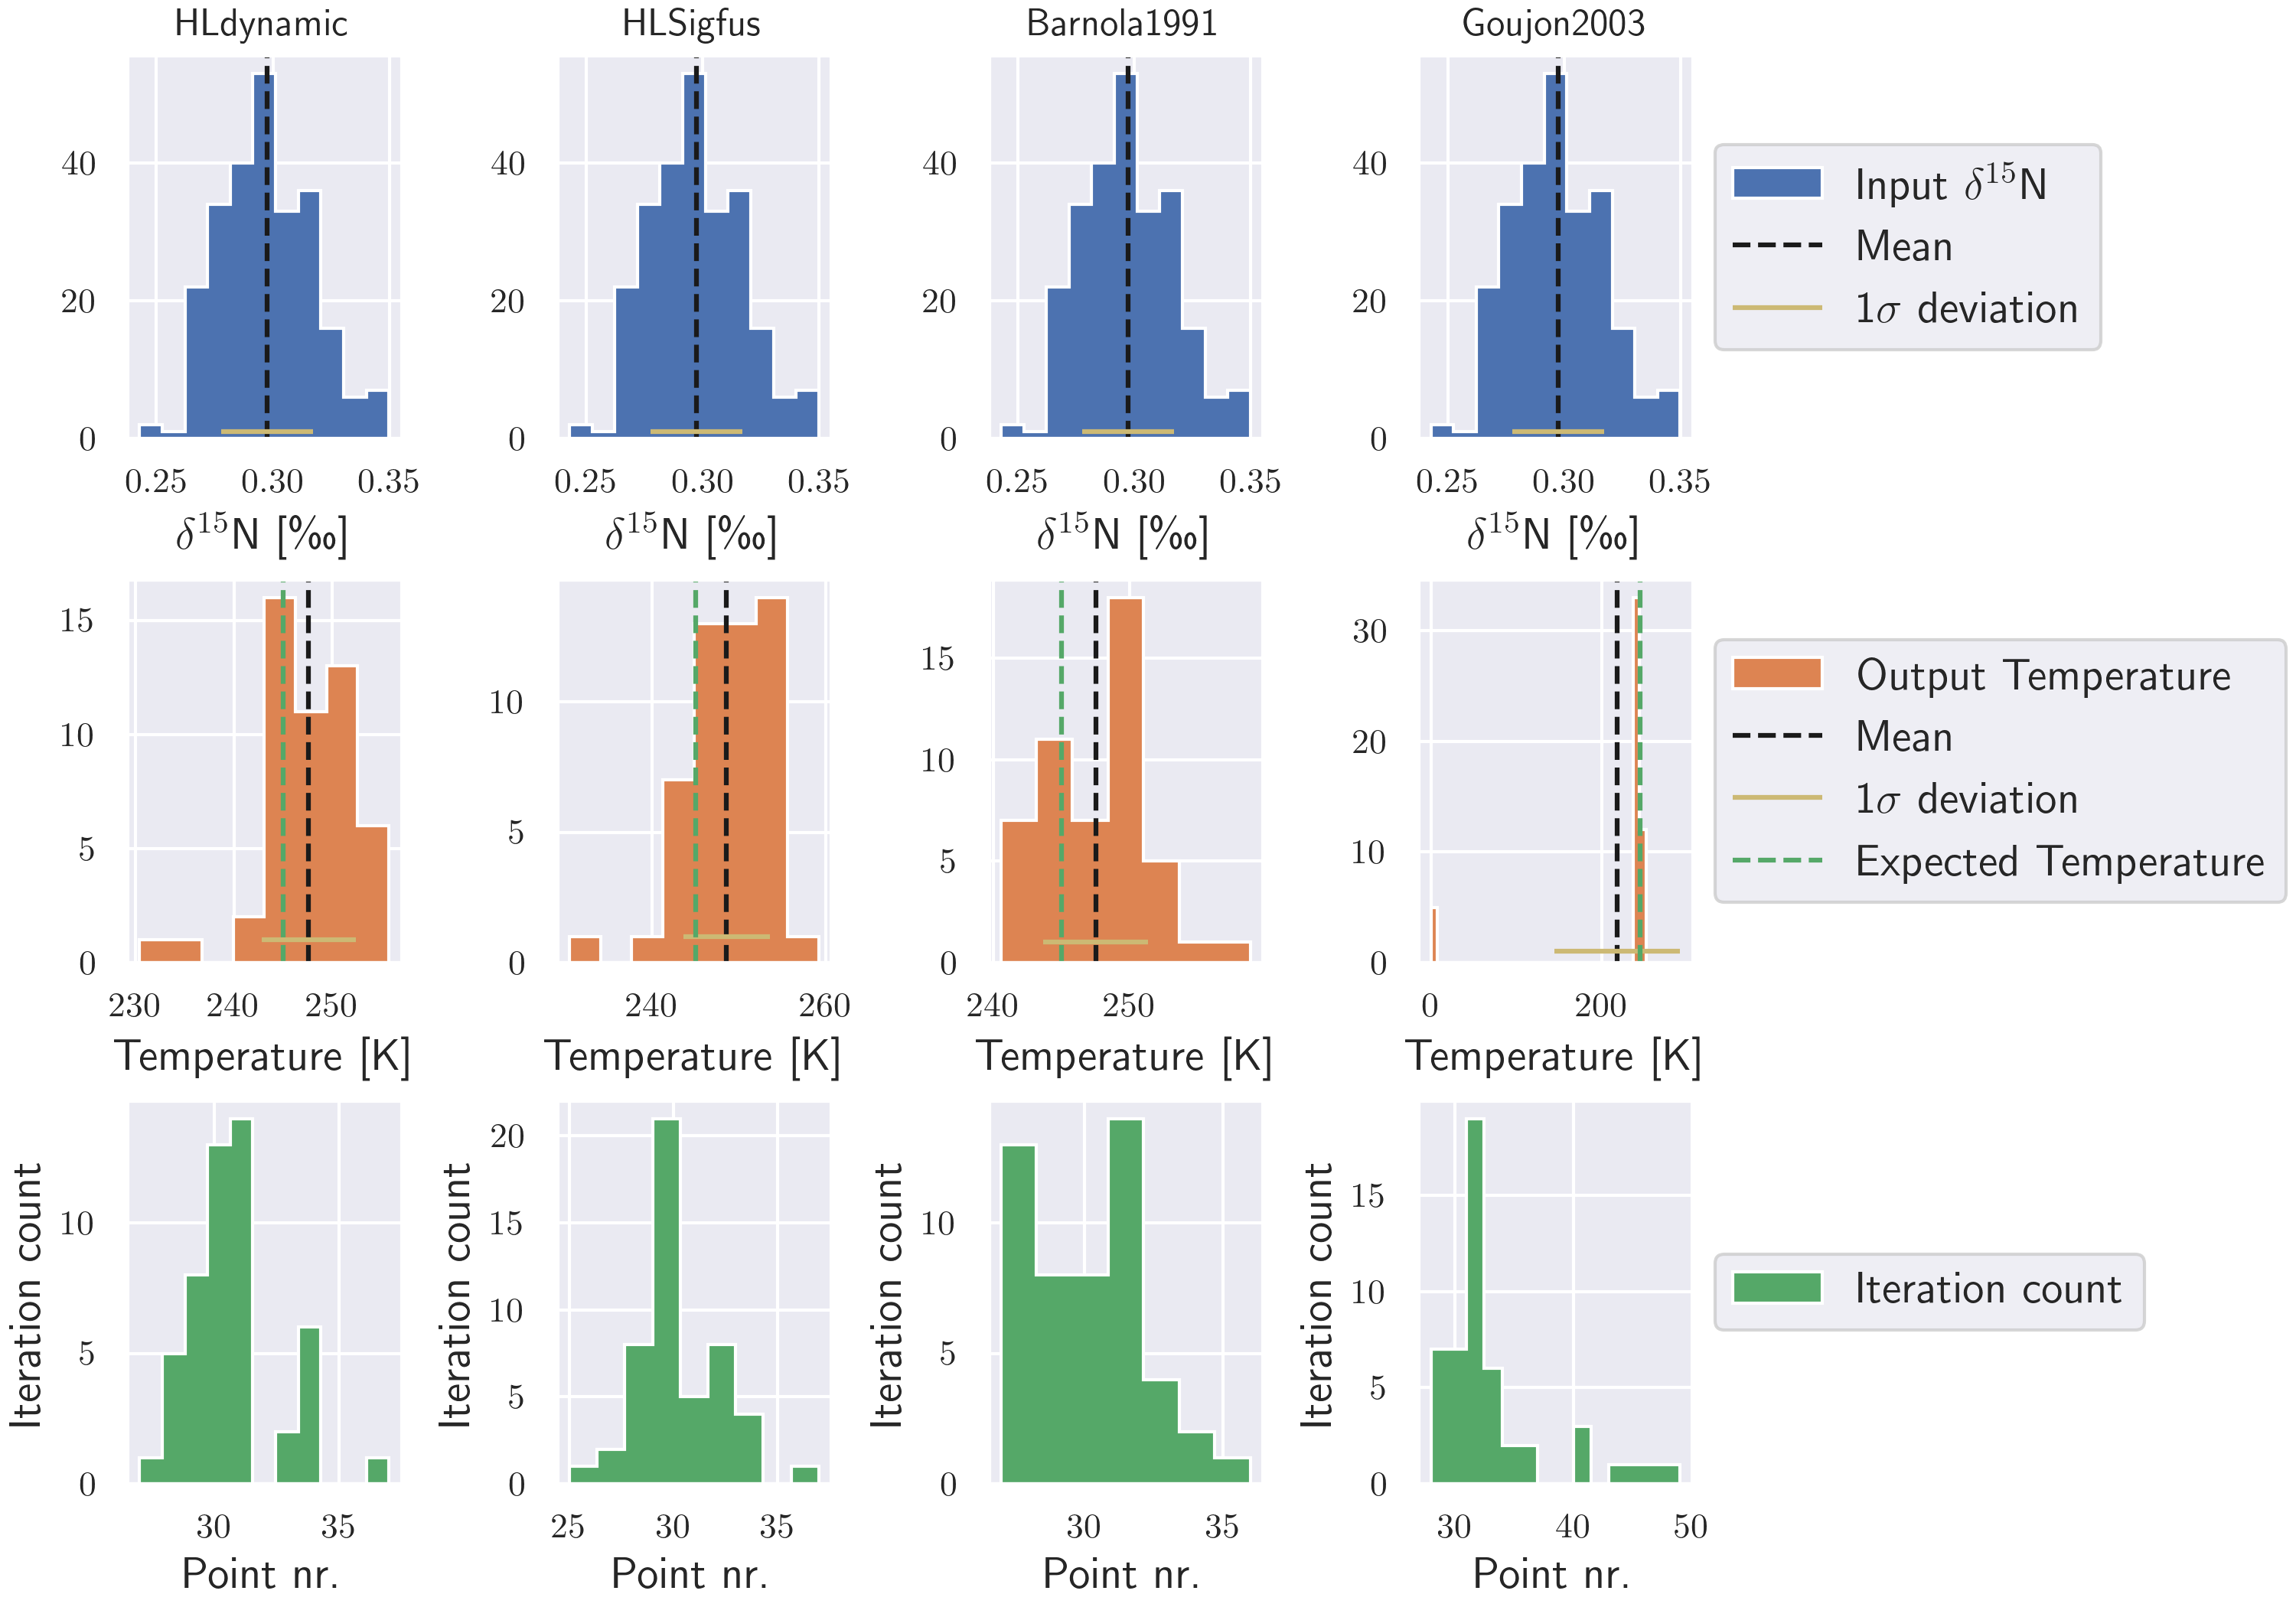 HLdynamic HLSigfus Barnola1991 Goujon2003
40 40 40 40
20 20 20 20
0 0 0 0
0.25 0.30 0.35 0.25 0.30 0.35 0.25 0.30 0.35 0.25 0.30 0.35
δ¹⁵N [‰] δ¹⁵N [‰] δ¹⁵N [‰] δ¹⁵N [‰]
Input δ¹⁵N
Mean
1σ deviation
15 10 5 0
10 5 0
15 10 5 0
30 20 10 0
230 240 250 240 260 240 250 0 200
Temperature [K] Temperature [K] Temperature [K] Temperature [K]
Output Temperature
Mean
1σ deviation
Expected Temperature
Iteration count
10 5 0
Iteration count
20 15 10 5 0
Iteration count
10 5 0
Iteration count
15 10 5 0
30 35 25 30 35 30 35 30 40 50
Point nr. Point nr. Point nr. Point nr.
Iteration count